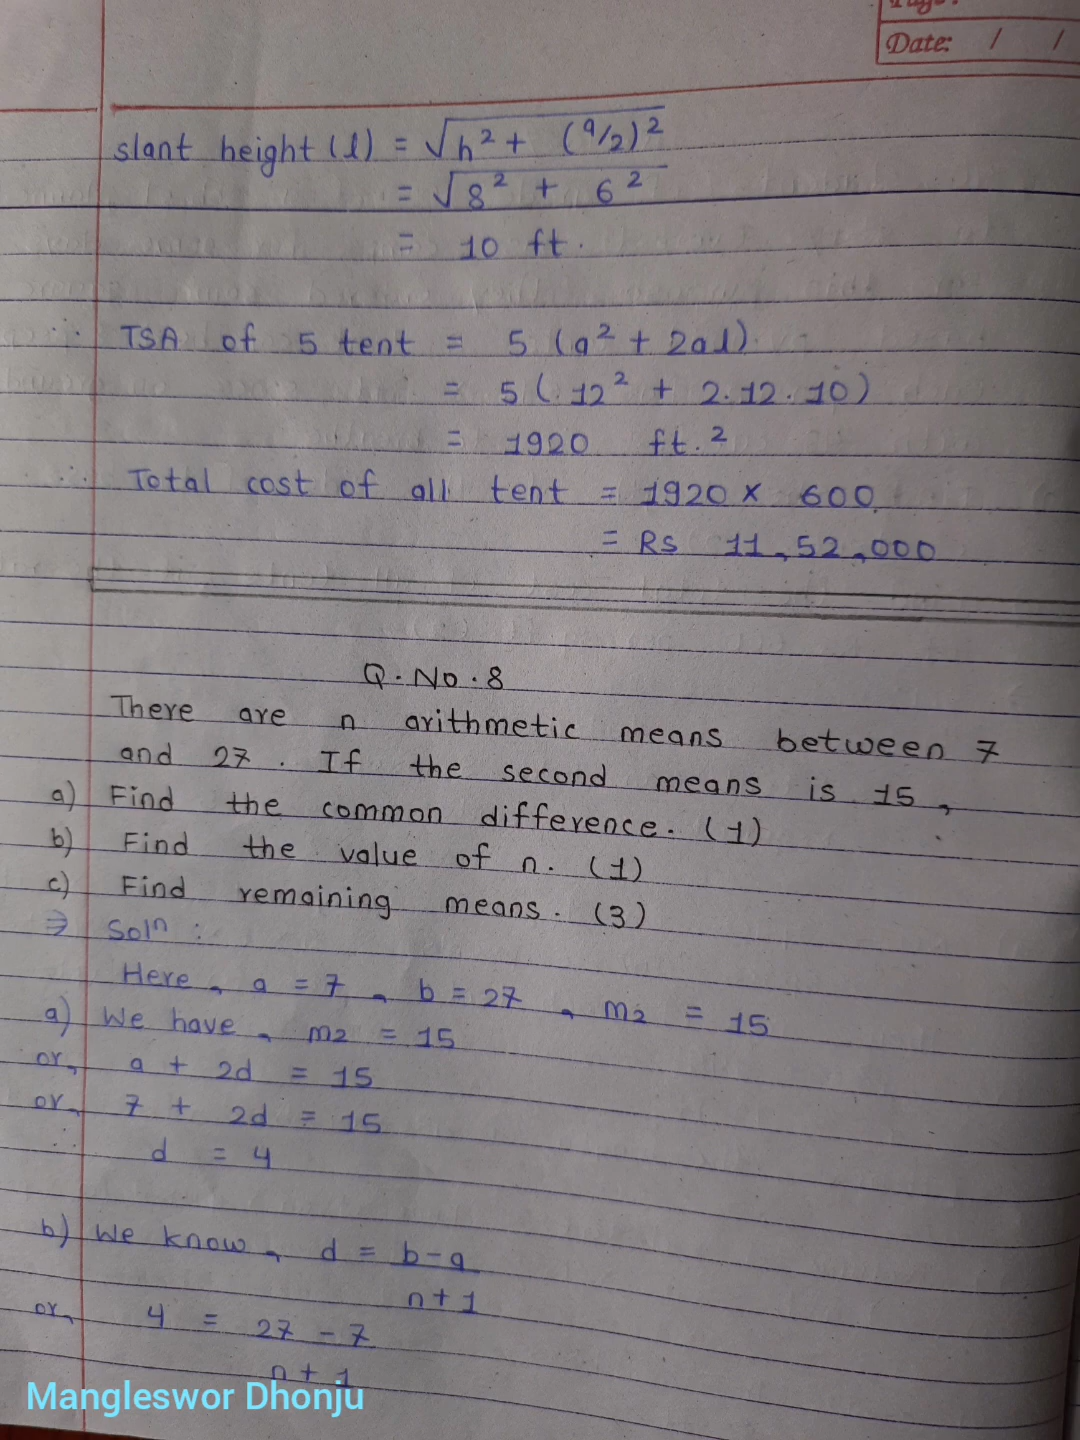 Date: / /
slant height (l) = √h² + (a/2)²
= √8² + 6²
= 10 ft.
∴ TSA of 5 tent = 5 (a² + 2al)
= 5 (12² + 2.12.10)
= 1920 ft.²
∴ Total cost of all tent = 1920 × 600
= RS 11,52,000
Q.No.8
There are n arithmetic means between 7
and 27. If the second means is 15,
a) Find the common difference. (1)
b) Find the value of n. (1)
c) Find remaining means. (3)
⇒ Solⁿ :
Here, a = 7, b = 27, m2 = 15
a) We have, m2 = 15
or, a + 2d = 15
or, 7 + 2d = 15
∴ d = 4
b) We know, d = b-a
n+1
or, 4 = 27 - 7
n + 1
Mangleswor Dhonju